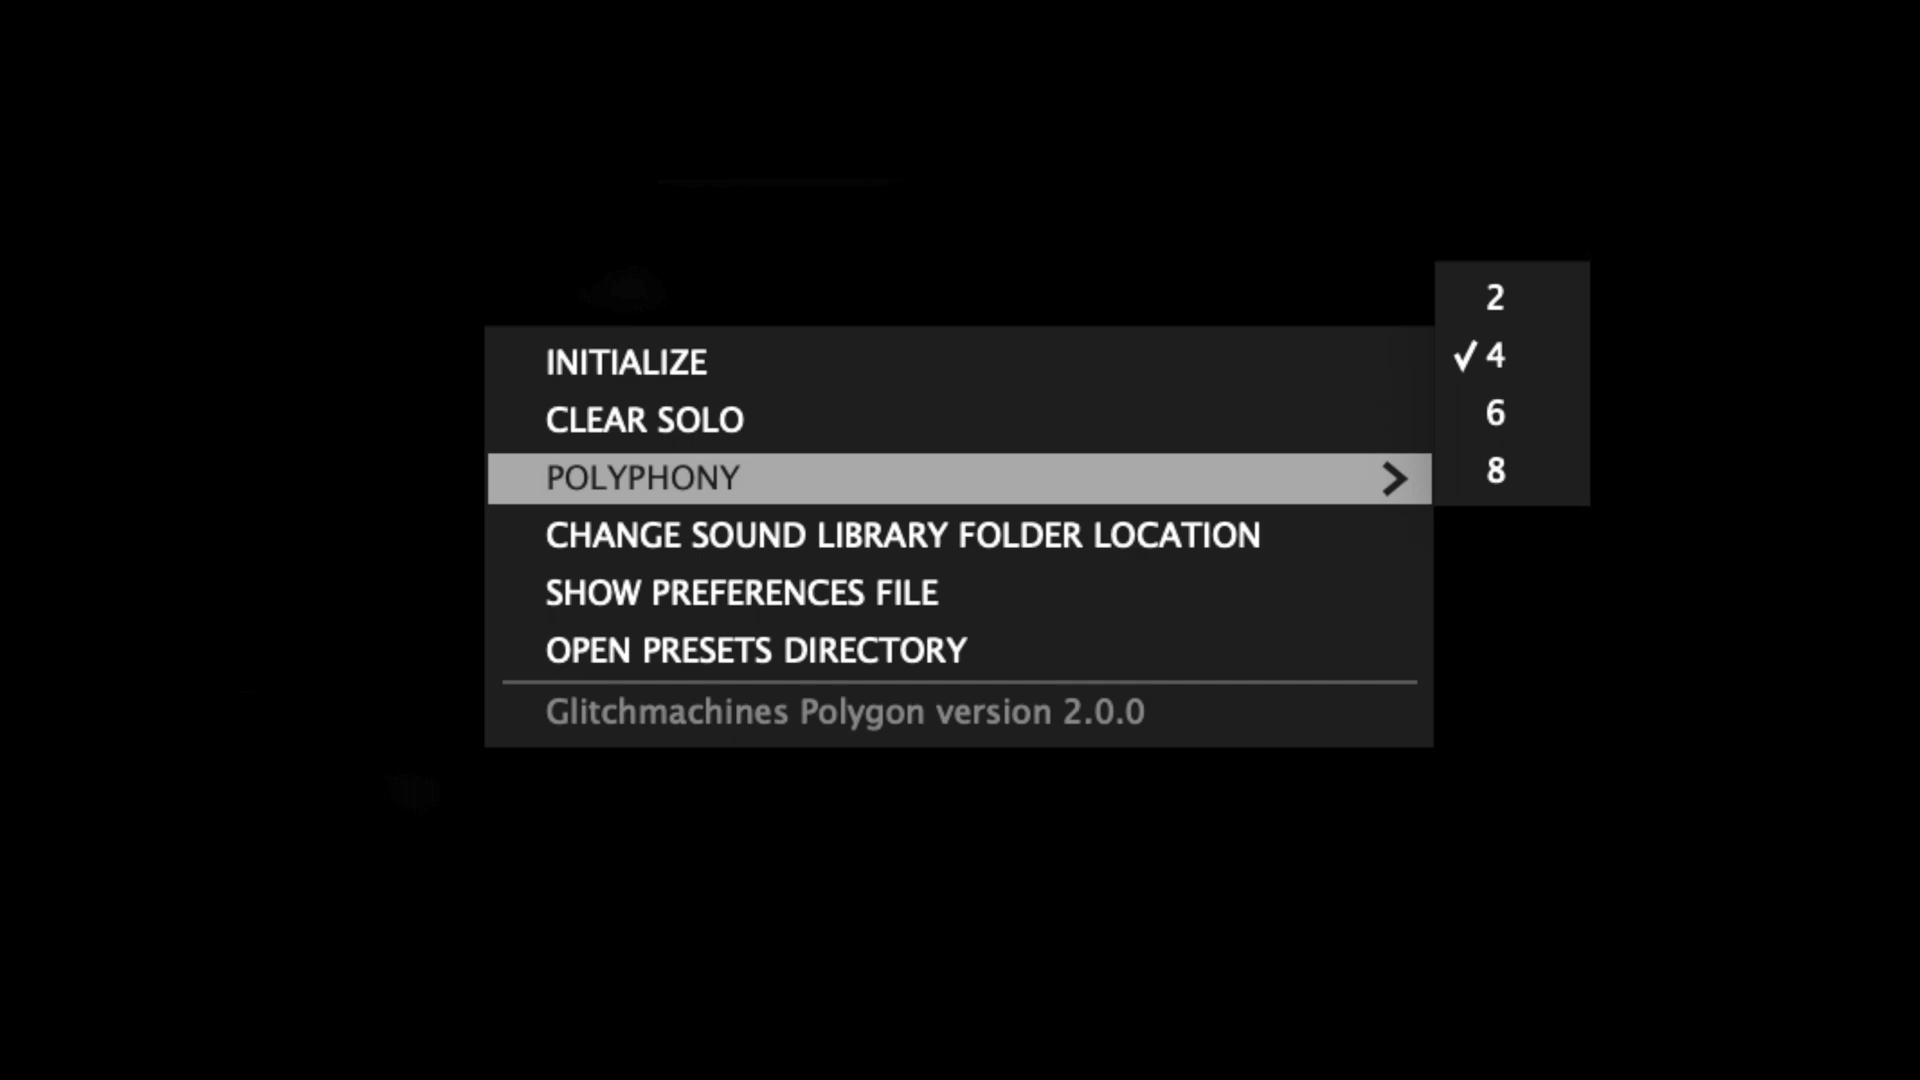 INITIALIZE
CLEAR SOLO
POLYPHONY
CHANGE SOUND LIBRARY FOLDER LOCATION
SHOW PREFERENCES FILE
OPEN PRESETS DIRECTORY
Glitchmachines Polygon version 2.0.0
2
✓ 4
6
8